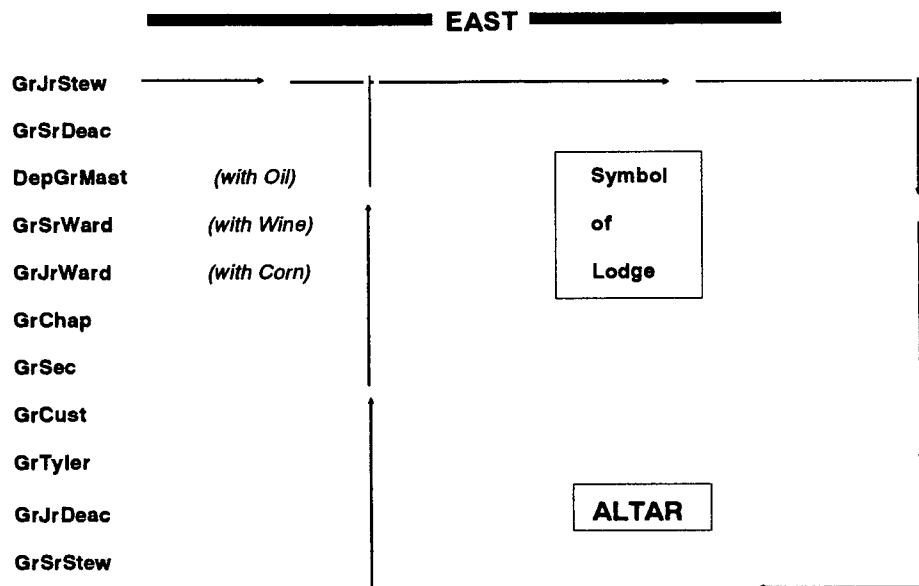 EAST
GrJrStew
GrSrDeac
DepGrMast (with Oil)
GrSrWard (with Wine)
GrJrWard (with Corn)
GrChap
GrSec
GrCust
GrTyler
GrJrDeac
GrSrStew
Symbol
of
Lodge
ALTAR